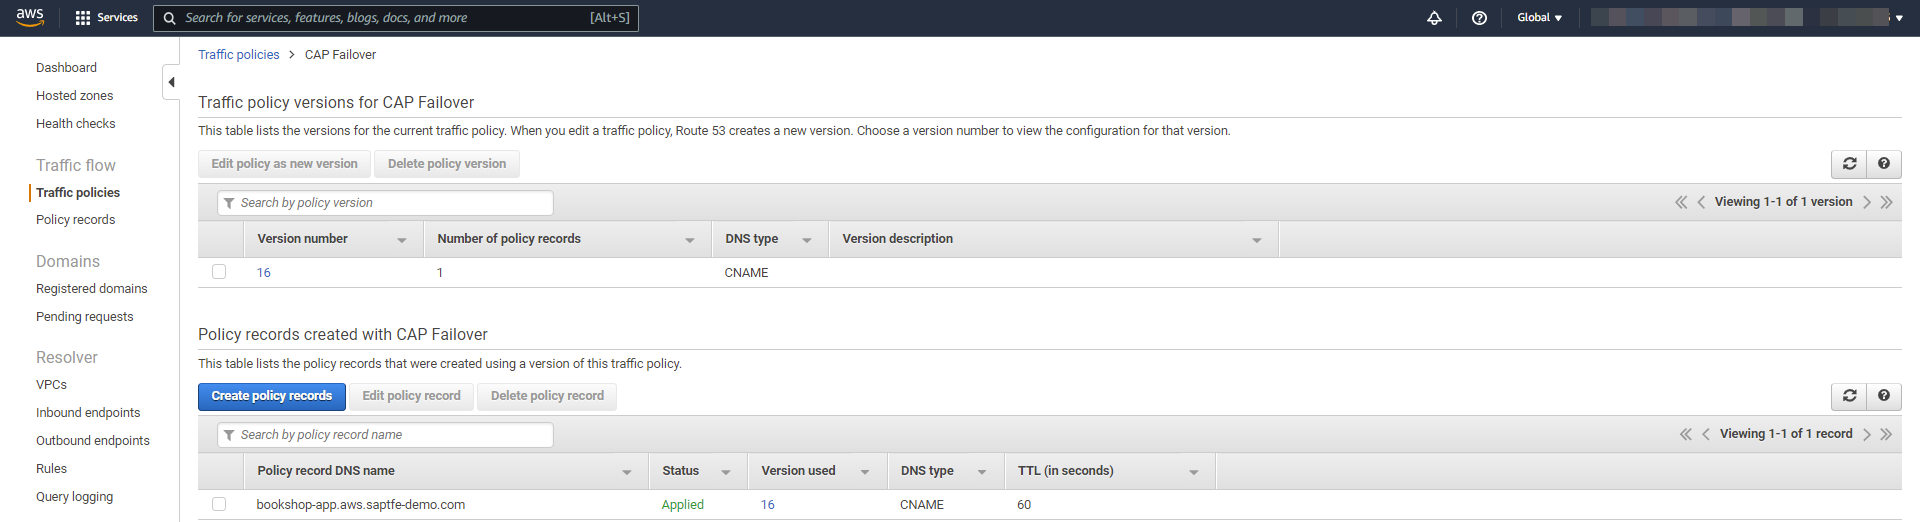 aws Services Search for services, features, blogs, docs, and more [Alt+S] Global
Traffic policies > CAP Failover
Dashboard
Hosted zones
Health checks
Traffic flow
Traffic policies
Policy records
Domains
Registered domains
Pending requests
Resolver
VPCs
Inbound endpoints
Outbound endpoints
Rules
Query logging
Traffic policy versions for CAP Failover
This table lists the versions for the current traffic policy. When you edit a traffic policy, Route 53 creates a new version. Choose a version number to view the configuration for that version.
Edit policy as new version Delete policy version
Search by policy version Viewing 1-1 of 1 version
Version number Number of policy records DNS type Version description
16 1 CNAME
Policy records created with CAP Failover
This table lists the policy records that were created using a version of this traffic policy.
Create policy records Edit policy record Delete policy record
Search by policy record name Viewing 1-1 of 1 record
Policy record DNS name Status Version used DNS type TTL (in seconds)
bookshop-app.aws.saptfe-demo.com Applied 16 CNAME 60